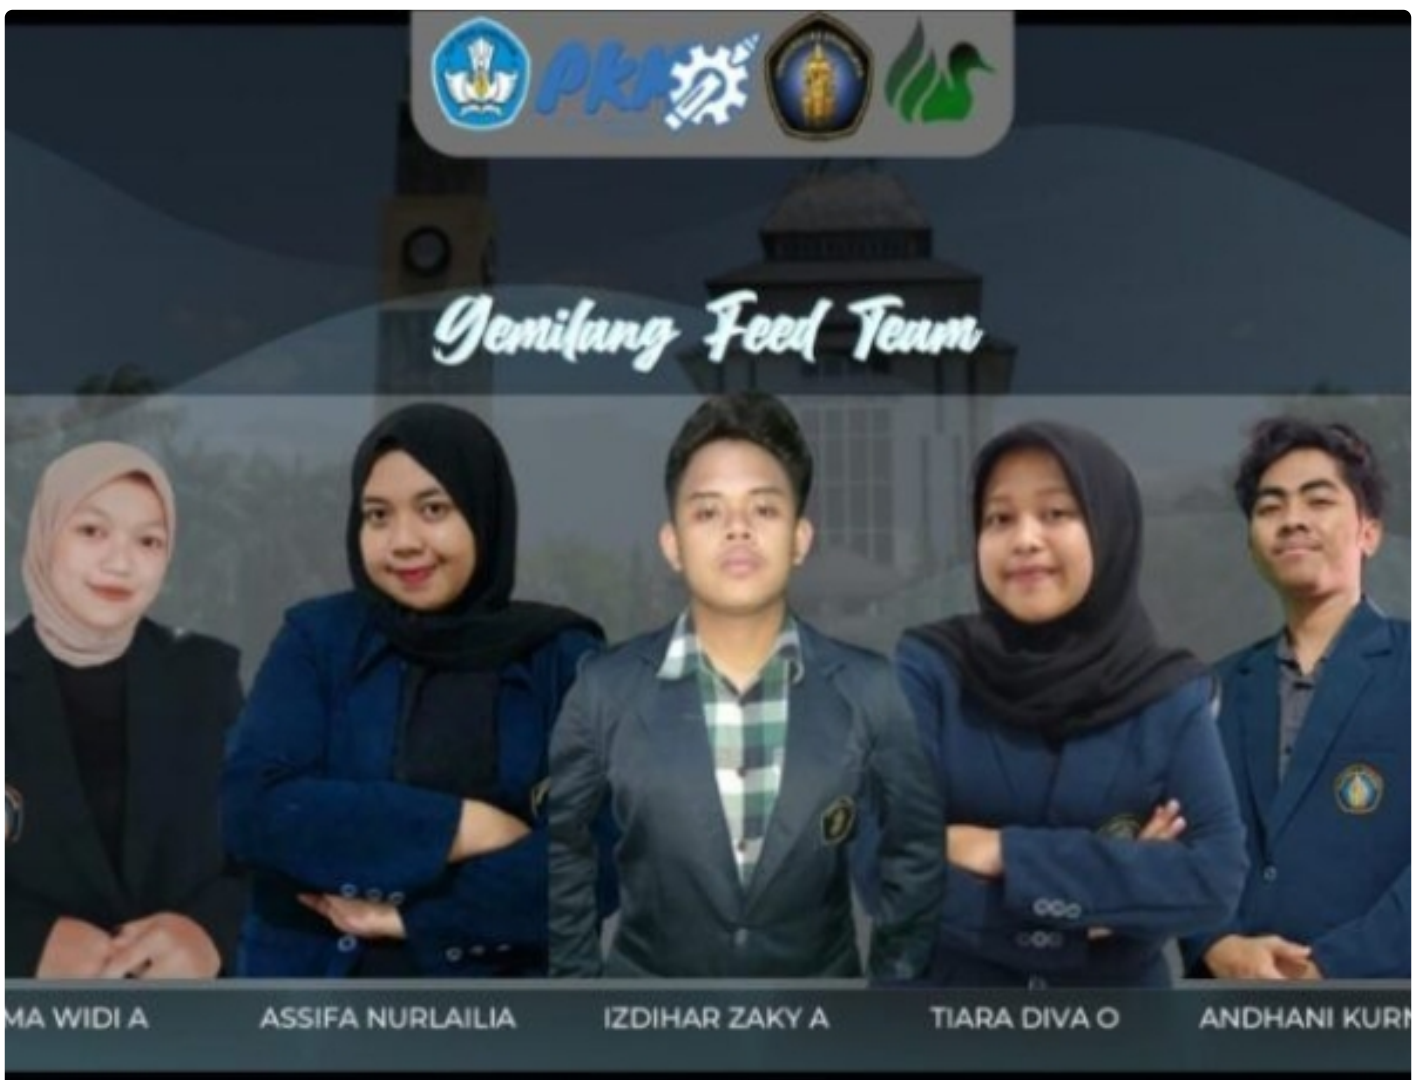 PKM
Gemilang Feed Team
MA WIDI A
ASSIFA NURLAILIA
IZDIHAR ZAKY A
TIARA DIVA O
ANDHANI KURN